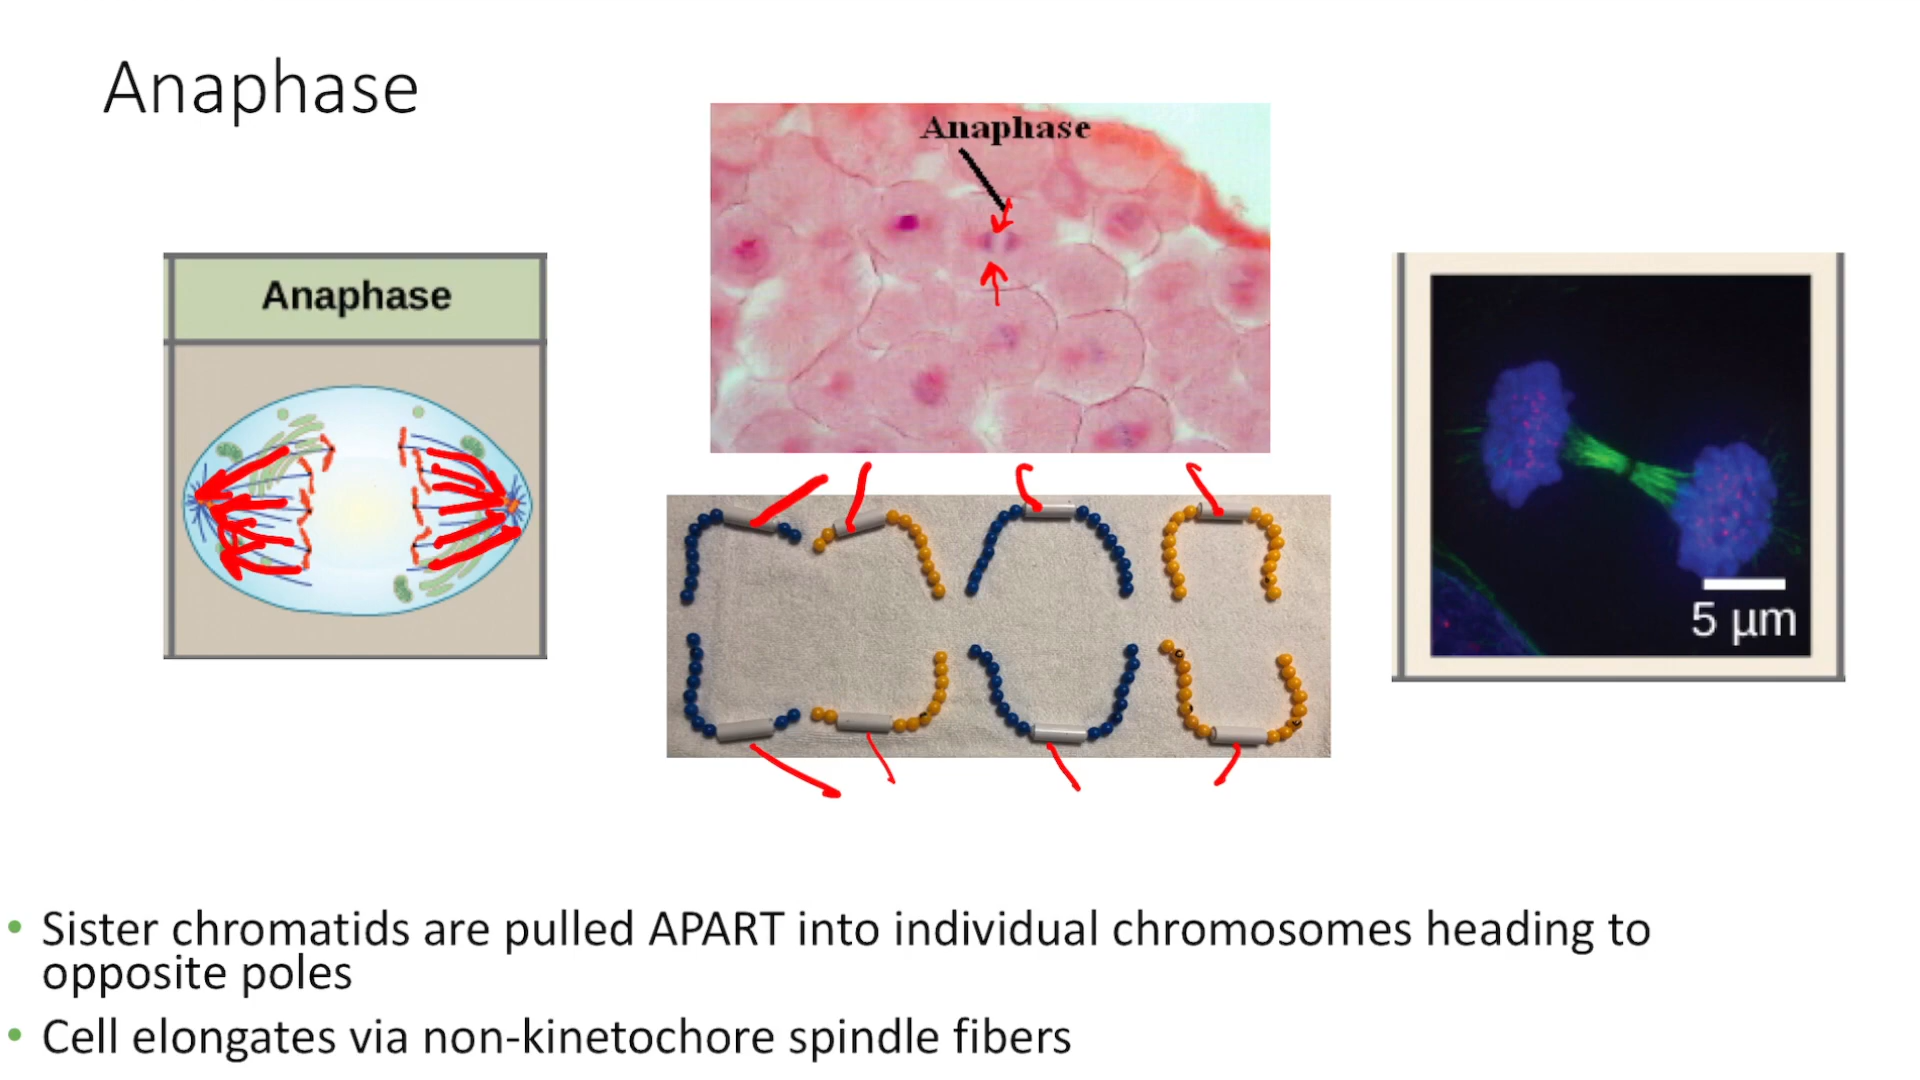 Anaphase
Anaphase
Anaphase
5 µm
• Sister chromatids are pulled APART into individual chromosomes heading to
opposite poles
• Cell elongates via non-kinetochore spindle fibers